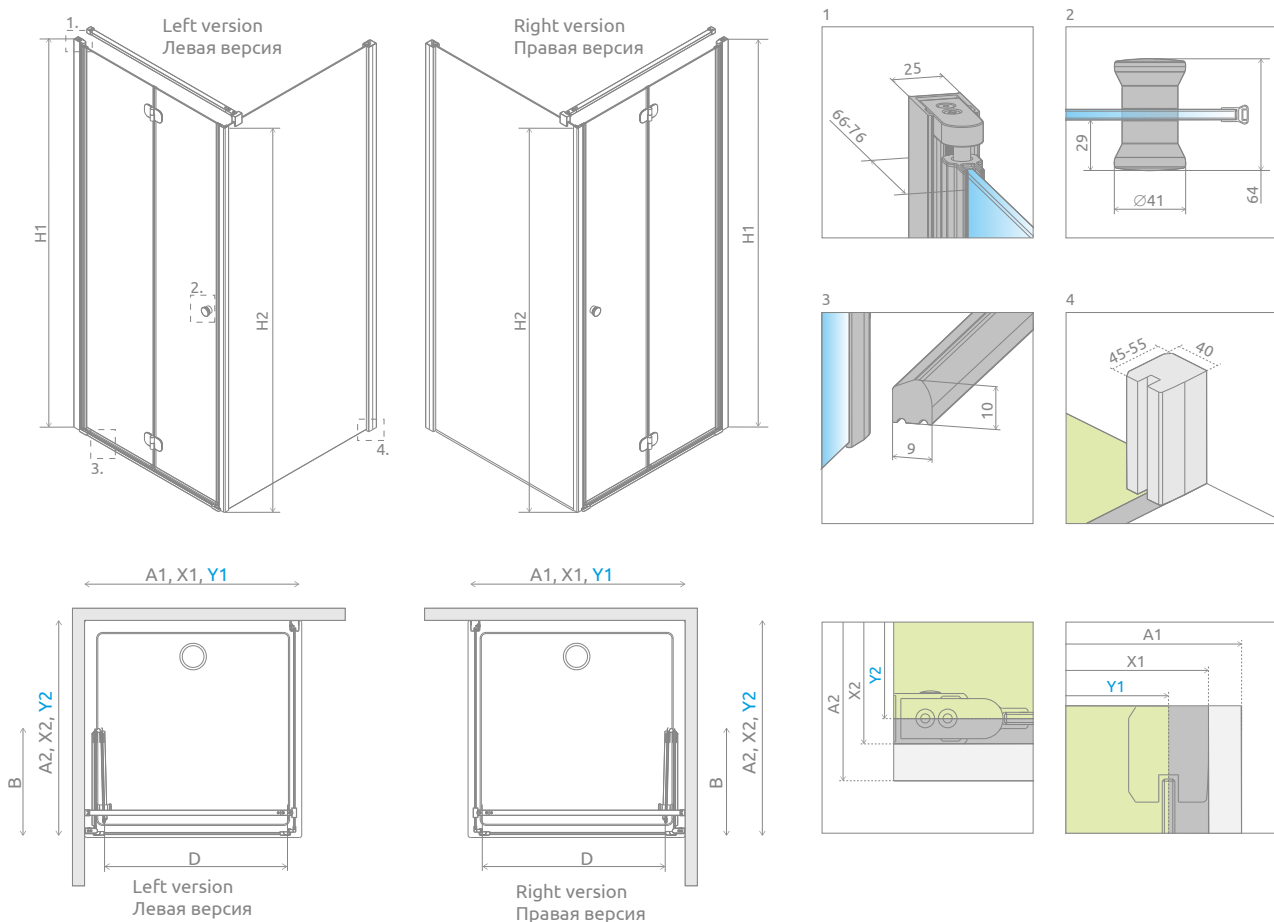 1.
Left version
Левая версия
H1
2.
H2
3.
4.
Right version
Правая версия
H2
H1
1
25
66-76
2
29
Ø41
64
3
10
9
4
45-55
40
A1, X1, Y1
A2, X2, Y2
B
D
Left version
Левая версия
A1, X1, Y1
A2, X2, Y2
B
D
Right version
Правая версия
A2
X2
Y2
A1
X1
Y1